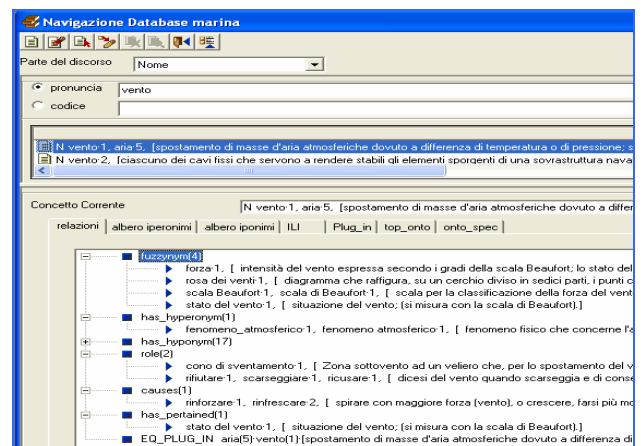 Navigazione Database marina
Parte del discorso Nome
pronuncia vento
codice
N vento·1, aria·5, [spostamento di masse d'aria atmosferiche dovuto a differenza di temperatura o di pressione; s
N vento·2, [ciascuno dei cavi fissi che servono a rendere stabili gli elementi sporgenti di una sovrastruttura nava
Concetto Corrente N vento·1, aria·5, [spostamento di masse d'aria atmosferiche dovuto a differ
relazioni albero iperonimi albero iponimi ILI Plug_in top_onto onto_spec
fuzzynym(4)
forza·1, [ intensità del vento espressa secondo i gradi della scala Beaufort; lo stato del
rosa dei venti·1, [ diagramma che raffigura, su un cerchio diviso in sedici parti, i punti c
scala Beaufort·1, scala di Beaufort·1, [ scala per la classificazione della forza del vent
stato del vento·1, [ situazione del vento; (si misura con la scala di Beaufort).]
has_hyperonym(1)
fenomeno_atmosferico·1, fenomeno atmosferico·1, [ fenomeno fisico che concerne l'a
has_hyponym(17)
role(2)
cono di sventamento·1, [ Zona sottovento ad un veliero che, per lo spostamento del v
rifiutare·1, scarseggiare·1, ricusare·1, [ dicesi del vento quando scarseggia e di conse
causes(1)
rinforzare·1, rinfrescare·2, [ spirare con maggiore forza (vento), o crescere, farsi più mo
has_pertained(1)
stato del vento·1, [ situazione del vento; (si misura con la scala di Beaufort).]
EQ_PLUG_IN aria(5)·vento(1)·[spostamento di masse d'aria atmosferiche dovuto a differenza di